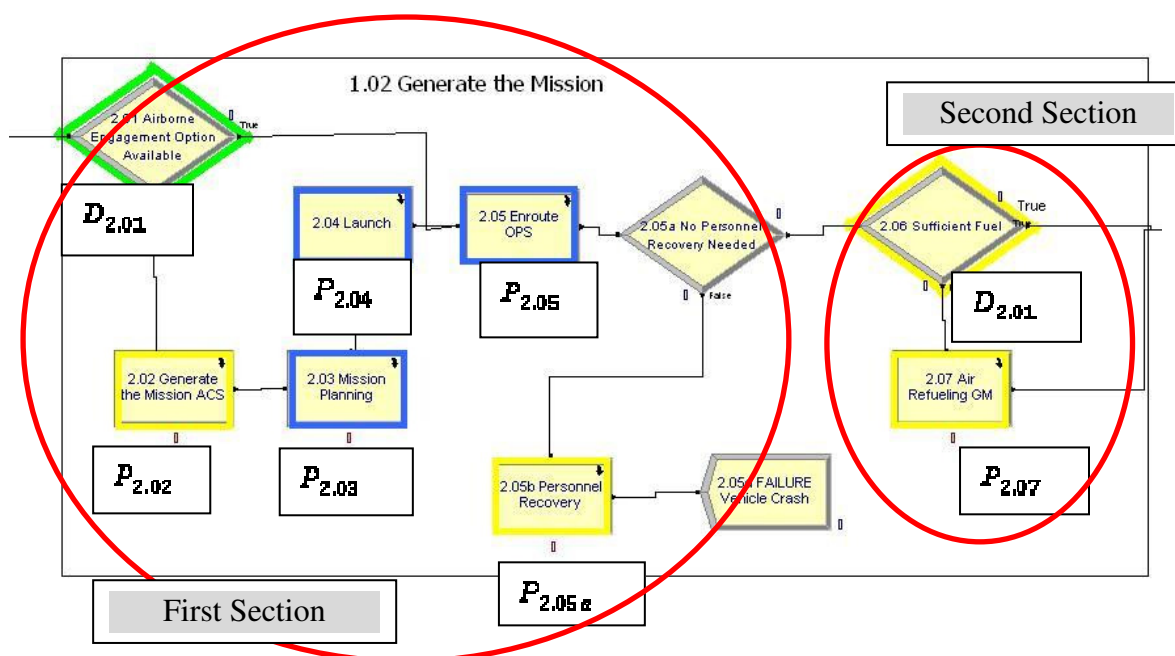 1.02 Generate the Mission
Second Section
2.01 Airborne
Engagement Option
Available
True
D2.01
2.04 Launch
P2.04
2.05 Enroute
OPS
P2.05
2.05a No Personnel
Recovery Needed
False
2.06 Sufficient Fuel
True
True
D2.01
2.02 Generate
the Mission ACS
P2.02
2.03 Mission
Planning
P2.03
2.07 Air
Refueling GM
P2.07
2.05b Personnel
Recovery
P2.05a
FAILURE
Vehicle Crash
First Section